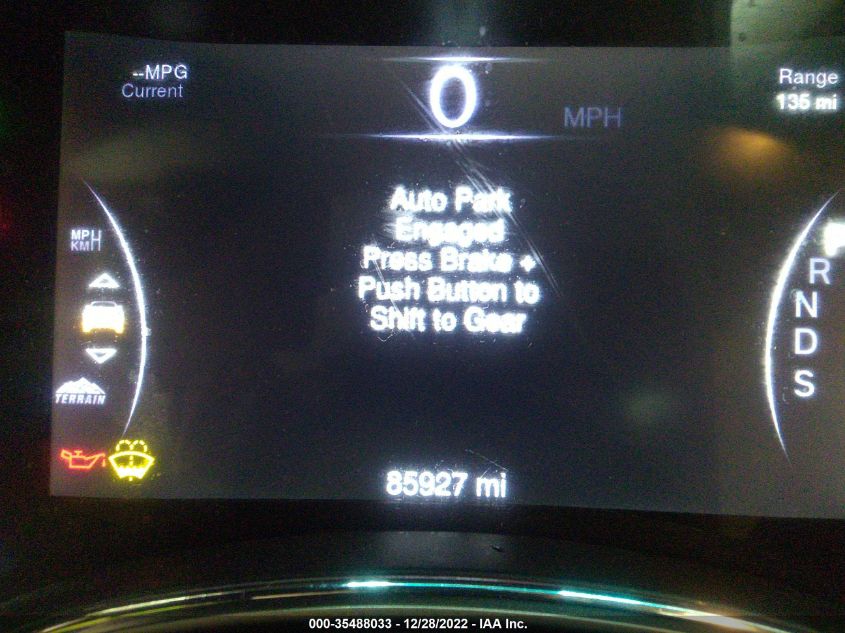 --MPG
Current
0
MPH
Range
135 mi
Auto Park
Engaged
Press Brake +
Push Button to
Shift to Gear
MPH
KMH
TERRAIN
P
R
N
D
S
85927 mi
000-35488033 - 12/28/2022 - IAA Inc.